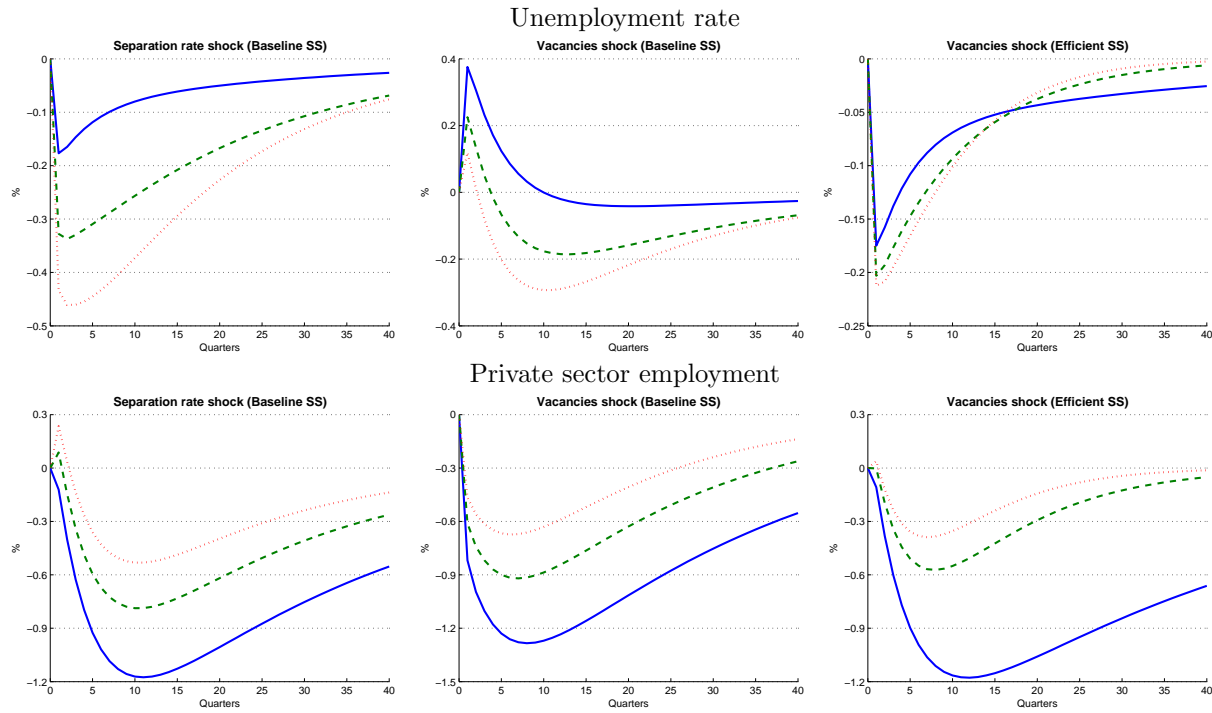 Unemployment rate
Separation rate shock (Baseline SS)
0
−0.1
−0.2
−0.3
−0.4
−0.5
%
0 5 10 15 20 25 30 35 40
Quarters
Vacancies shock (Baseline SS)
0.4
0.2
0
−0.2
−0.4
%
0 5 10 15 20 25 30 35 40
Quarters
Vacancies shock (Efficient SS)
0
−0.05
−0.1
−0.15
−0.2
−0.25
%
0 5 10 15 20 25 30 35 40
Quarters
Private sector employment
Separation rate shock (Baseline SS)
0.3
0
−0.3
−0.6
−0.9
−1.2
%
0 5 10 15 20 25 30 35 40
Quarters
Vacancies shock (Baseline SS)
0
−0.3
−0.6
−0.9
−1.2
−1.5
%
0 5 10 15 20 25 30 35 40
Quarters
Vacancies shock (Efficient SS)
0.3
0
−0.3
−0.6
−0.9
−1.2
%
0 5 10 15 20 25 30 35 40
Quarters